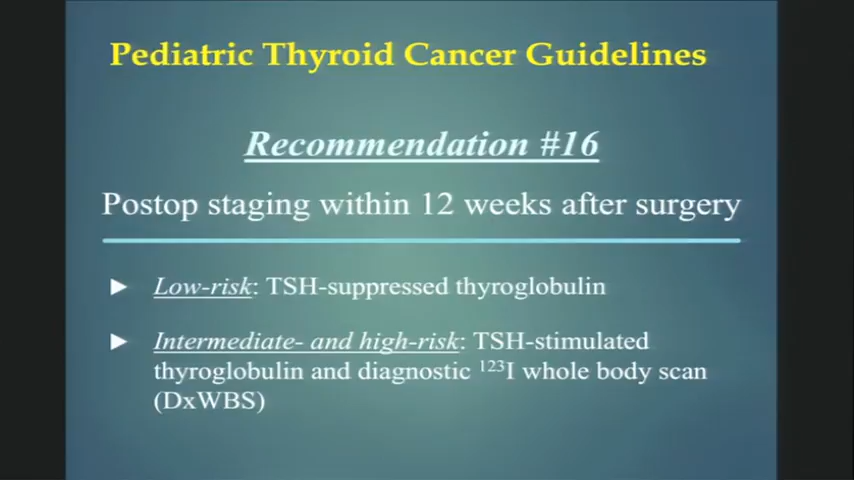 Pediatric Thyroid Cancer Guidelines
Recommendation #16
Postop staging within 12 weeks after surgery
► Low-risk: TSH-suppressed thyroglobulin
► Intermediate- and high-risk: TSH-stimulated
thyroglobulin and diagnostic ¹²³I whole body scan
(DxWBS)